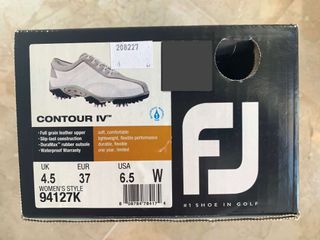 208227
CONTOUR IV™
• Full grain leather upper
• Slip-last construction
• DuraMax™ rubber outsole
• Waterproof Warranty
soft, comfortable
lightweight, flexible performance
durable, flexible
one year, limited
UK EUR USA
4.5 37 6.5 W
WOMEN'S STYLE
94127K
FJ
#1 SHOE IN GOLF